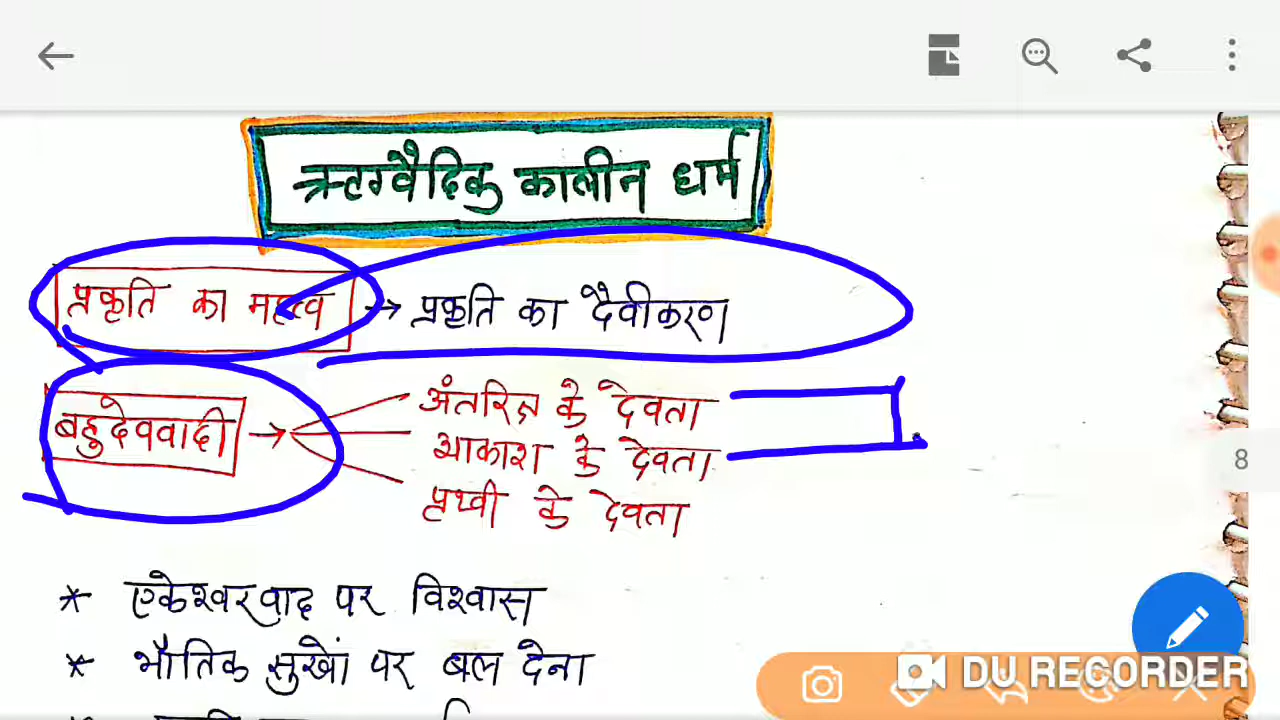 ऋग्वैदिक कालीन धर्म
प्रकृति का महत्व → प्रकृति का दैवीकरण
बहुदेववादी → अंतरिक्ष के देवता
आकाश के देवता
पृथ्वी के देवता
8
* एकेश्वरवाद पर विश्वास
* भौतिक सुखों पर बल देना
DU RECORDER